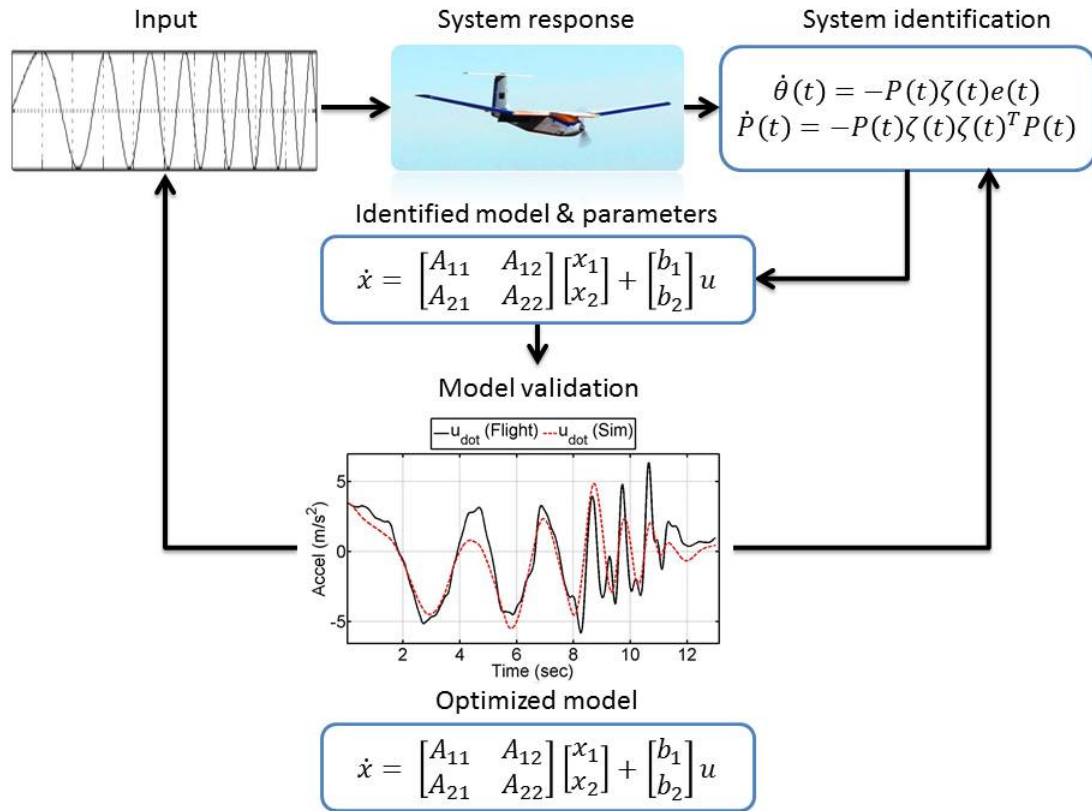 Input
System response
System identification
θ̇(t) = −P(t)ζ(t)e(t)
Ṗ(t) = −P(t)ζ(t)ζ(t)ᵀP(t)
Identified model & parameters
ẋ = [A₁₁ A₁₂] [x₁] + [b₁] u
[A₂₁ A₂₂] [x₂] [b₂]
Model validation
u_dot (Flight) u_dot (Sim)
Accel (m/s²)
5
0
-5
2 4 6 8 10 12
Time (sec)
Optimized model
ẋ = [A₁₁ A₁₂] [x₁] + [b₁] u
[A₂₁ A₂₂] [x₂] [b₂]